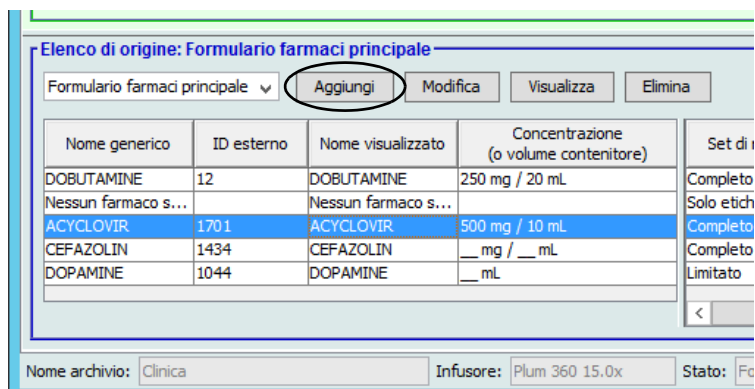 Elenco di origine: Formulario farmaci principale
Formulario farmaci principale Aggiungi Modifica Visualizza Elimina
Nome generico ID esterno Nome visualizzato Concentrazione (o volume contenitore) Set di
DOBUTAMINE 12 DOBUTAMINE 250 mg / 20 mL Completo
Nessun farmaco s... Nessun farmaco s... Solo etich
ACYCLOVIR 1701 ACYCLOVIR 500 mg / 10 mL Completo
CEFAZOLIN 1434 CEFAZOLIN __ mg / __ mL Completo
DOPAMINE 1044 DOPAMINE __ mL Limitato
Nome archivio: Clinica Infusore: Plum 360 15.0x Stato: